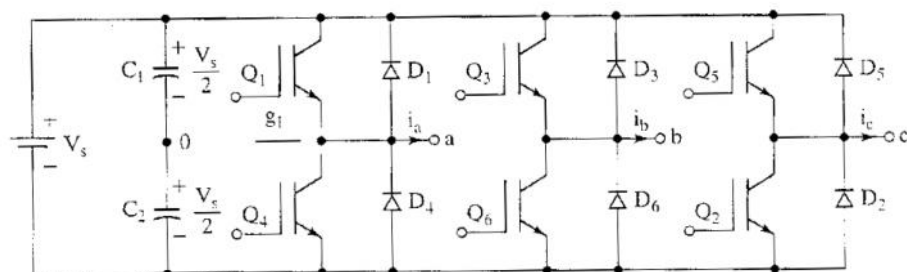 +
C₁ V_s/2
−
Q₁
D₁
Q₃
D₃
Q₅
D₅
g₁
i_a
a
i_b
b
i_c
c
+
V_s
−
0
+
C₂ V_s/2
−
Q₄
D₄
Q₆
D₆
Q₂
D₂